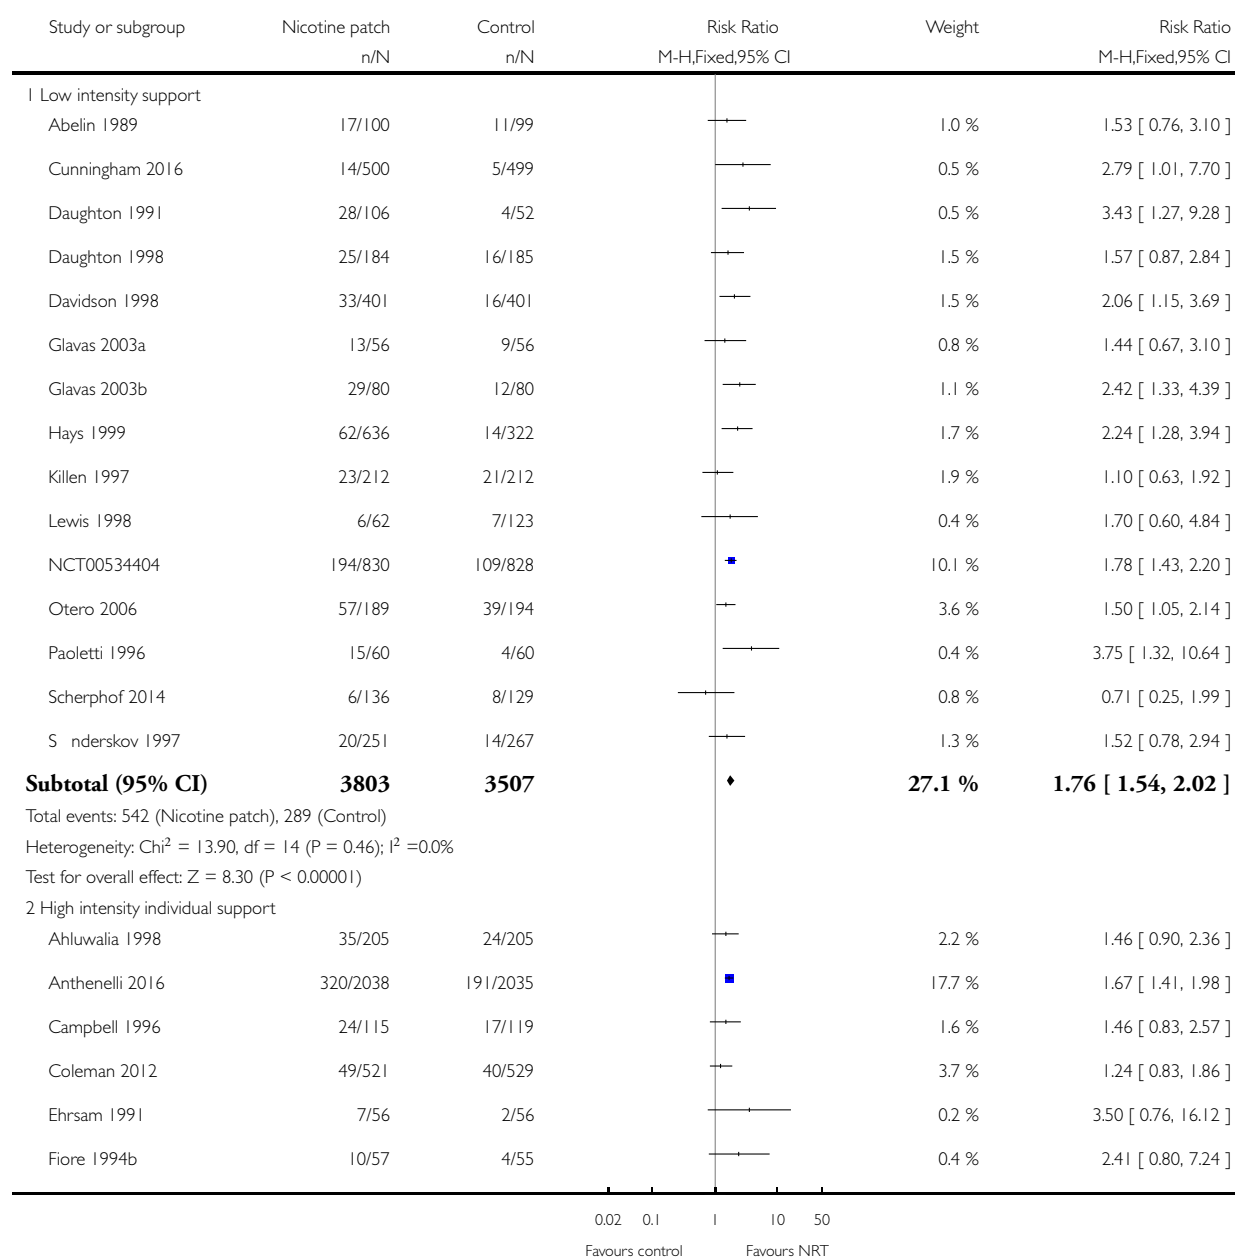 Study or subgroup Nicotine patch Control Risk Ratio Weight Risk Ratio
n/N n/N M-H,Fixed,95% CI M-H,Fixed,95% CI
1 Low intensity support
Abelin 1989 17/100 11/99 1.0 % 1.53 [ 0.76, 3.10 ]
Cunningham 2016 14/500 5/499 0.5 % 2.79 [ 1.01, 7.70 ]
Daughton 1991 28/106 4/52 0.5 % 3.43 [ 1.27, 9.28 ]
Daughton 1998 25/184 16/185 1.5 % 1.57 [ 0.87, 2.84 ]
Davidson 1998 33/401 16/401 1.5 % 2.06 [ 1.15, 3.69 ]
Glavas 2003a 13/56 9/56 0.8 % 1.44 [ 0.67, 3.10 ]
Glavas 2003b 29/80 12/80 1.1 % 2.42 [ 1.33, 4.39 ]
Hays 1999 62/636 14/322 1.7 % 2.24 [ 1.28, 3.94 ]
Killen 1997 23/212 21/212 1.9 % 1.10 [ 0.63, 1.92 ]
Lewis 1998 6/62 7/123 0.4 % 1.70 [ 0.60, 4.84 ]
NCT00534404 194/830 109/828 10.1 % 1.78 [ 1.43, 2.20 ]
Otero 2006 57/189 39/194 3.6 % 1.50 [ 1.05, 2.14 ]
Paoletti 1996 15/60 4/60 0.4 % 3.75 [ 1.32, 10.64 ]
Scherphof 2014 6/136 8/129 0.8 % 0.71 [ 0.25, 1.99 ]
S nderskov 1997 20/251 14/267 1.3 % 1.52 [ 0.78, 2.94 ]
Subtotal (95% CI) 3803 3507 27.1 % 1.76 [ 1.54, 2.02 ]
Total events: 542 (Nicotine patch), 289 (Control)
Heterogeneity: Chi² = 13.90, df = 14 (P = 0.46); I² =0.0%
Test for overall effect: Z = 8.30 (P < 0.00001)
2 High intensity individual support
Ahluwalia 1998 35/205 24/205 2.2 % 1.46 [ 0.90, 2.36 ]
Anthenelli 2016 320/2038 191/2035 17.7 % 1.67 [ 1.41, 1.98 ]
Campbell 1996 24/115 17/119 1.6 % 1.46 [ 0.83, 2.57 ]
Coleman 2012 49/521 40/529 3.7 % 1.24 [ 0.83, 1.86 ]
Ehrsam 1991 7/56 2/56 0.2 % 3.50 [ 0.76, 16.12 ]
Fiore 1994b 10/57 4/55 0.4 % 2.41 [ 0.80, 7.24 ]
0.02 0.1 1 10 50
Favours control Favours NRT